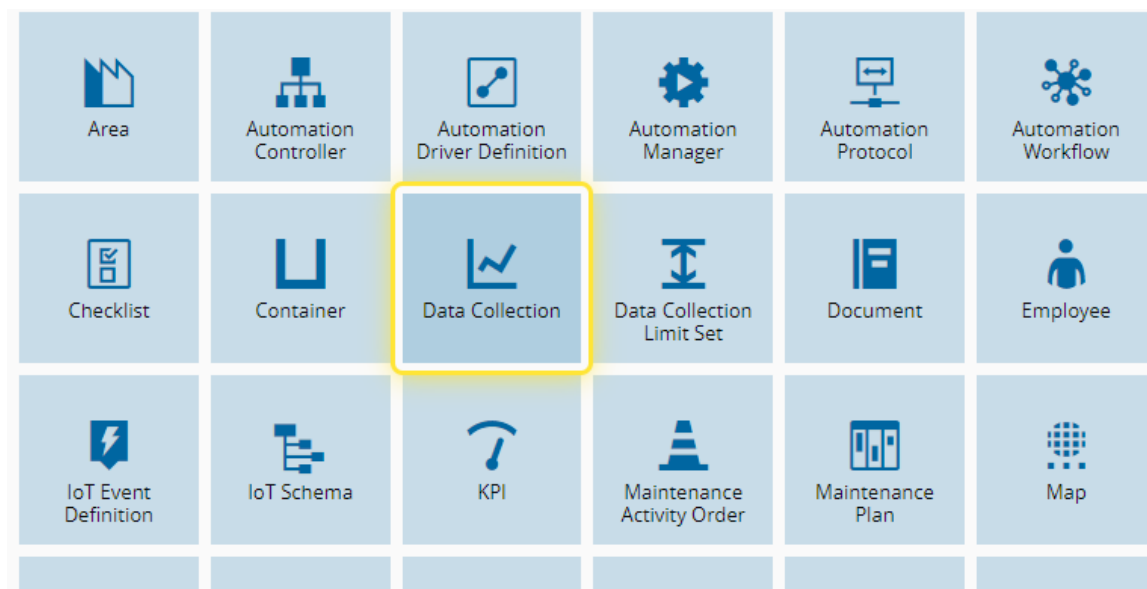 Area
Automation
Controller
Automation
Driver Definition
Automation
Manager
Automation
Protocol
Automation
Workflow
Checklist
Container
Data Collection
Data Collection
Limit Set
Document
Employee
IoT Event
Definition
IoT Schema
KPI
Maintenance
Activity Order
Maintenance
Plan
Map